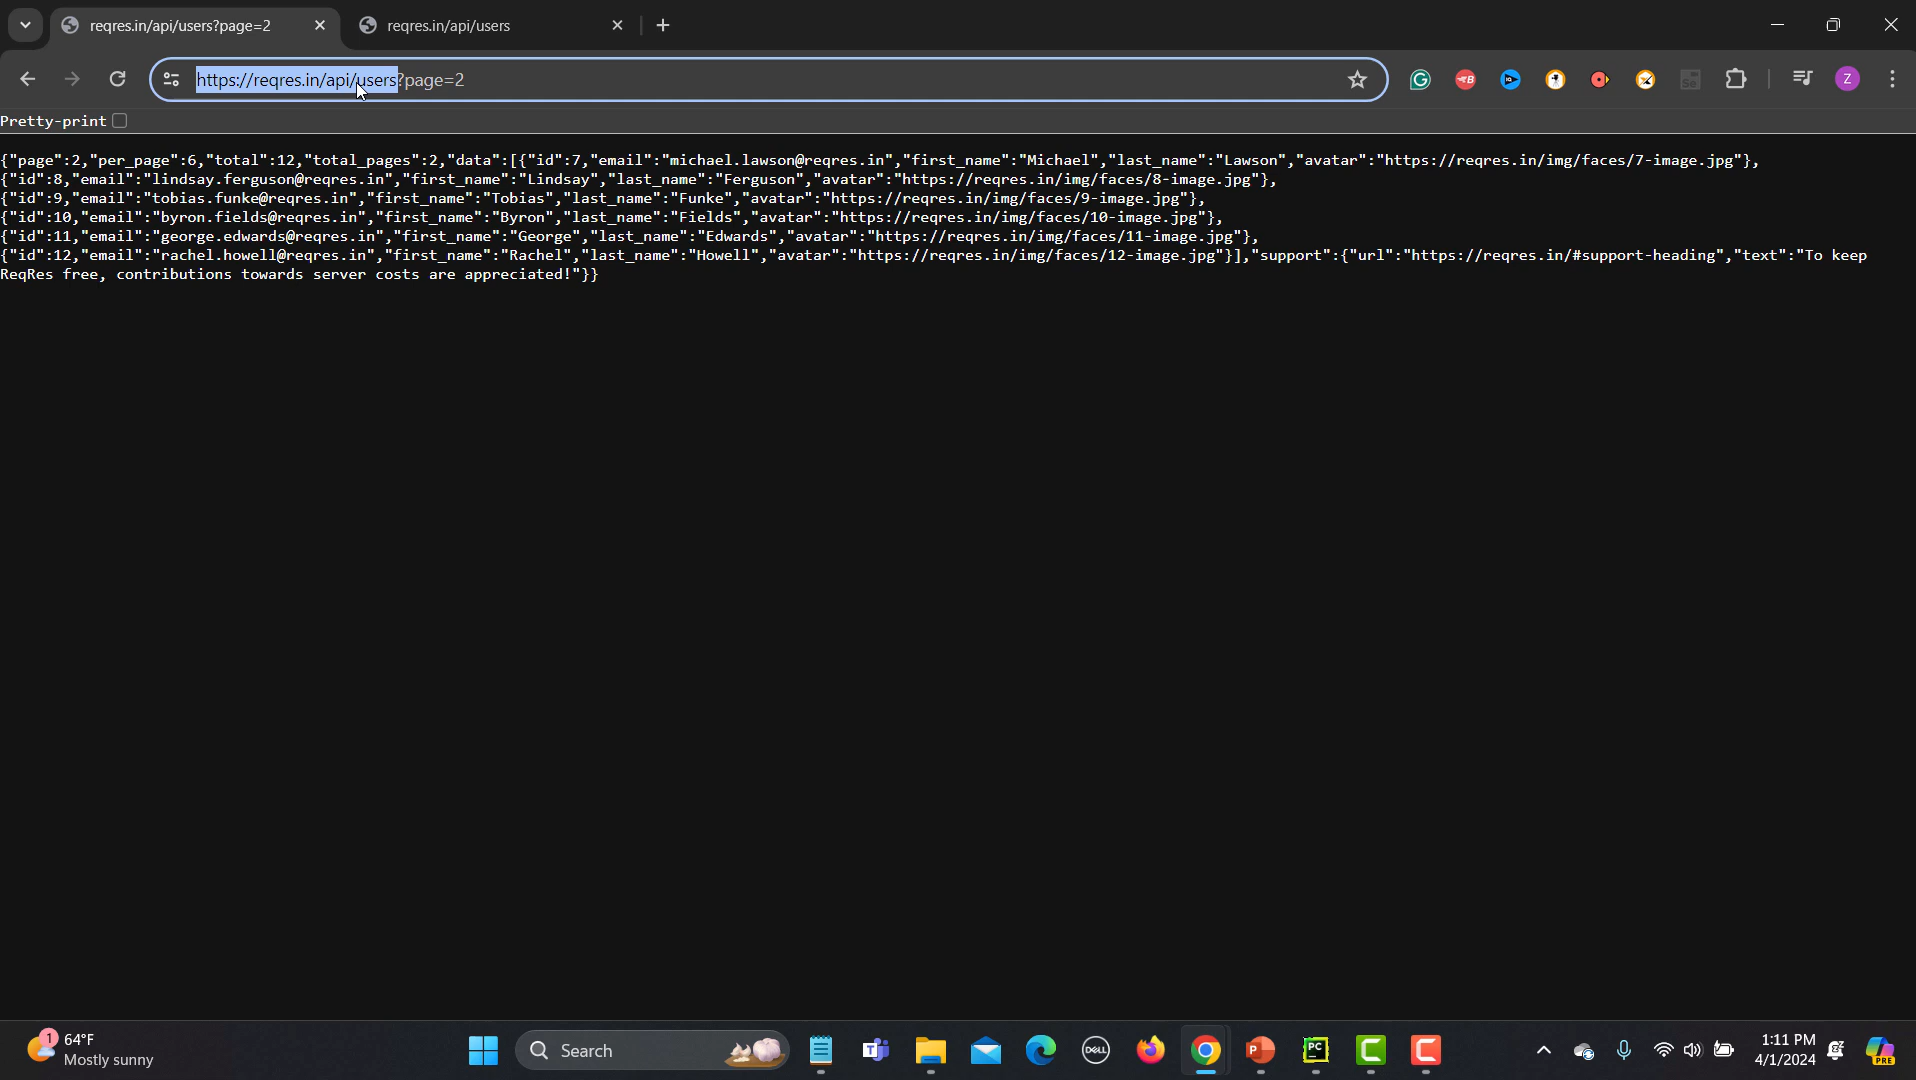 reqres.in/api/users?page=2
reqres.in/api/users
https://reqres.in/api/users?page=2
Pretty-print
{"page":2,"per_page":6,"total":12,"total_pages":2,"data":[{"id":7,"email":"michael.lawson@reqres.in","first_name":"Michael","last_name":"Lawson","avatar":"https://reqres.in/img/faces/7-image.jpg"},
{"id":8,"email":"lindsay.ferguson@reqres.in","first_name":"Lindsay","last_name":"Ferguson","avatar":"https://reqres.in/img/faces/8-image.jpg"},
{"id":9,"email":"tobias.funke@reqres.in","first_name":"Tobias","last_name":"Funke","avatar":"https://reqres.in/img/faces/9-image.jpg"},
{"id":10,"email":"byron.fields@reqres.in","first_name":"Byron","last_name":"Fields","avatar":"https://reqres.in/img/faces/10-image.jpg"},
{"id":11,"email":"george.edwards@reqres.in","first_name":"George","last_name":"Edwards","avatar":"https://reqres.in/img/faces/11-image.jpg"},
{"id":12,"email":"rachel.howell@reqres.in","first_name":"Rachel","last_name":"Howell","avatar":"https://reqres.in/img/faces/12-image.jpg"}],"support":{"url":"https://reqres.in/#support-heading","text":"To keep
ReqRes free, contributions towards server costs are appreciated!"}}
Z
1
64°F
Mostly sunny
Search
DELL
P
PC
C
C
1:11 PM
4/1/2024
PRE